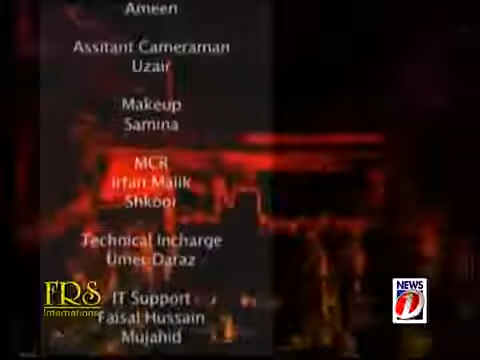 Ameen
Assitant Cameraman
Uzair
Makeup
Samina
MCR
Irfan Malik
Shkoor
Technical Incharge
Umer Daraz
IT Support
Faisal Hussain
Mujahid
FRS
International
NEWS
1